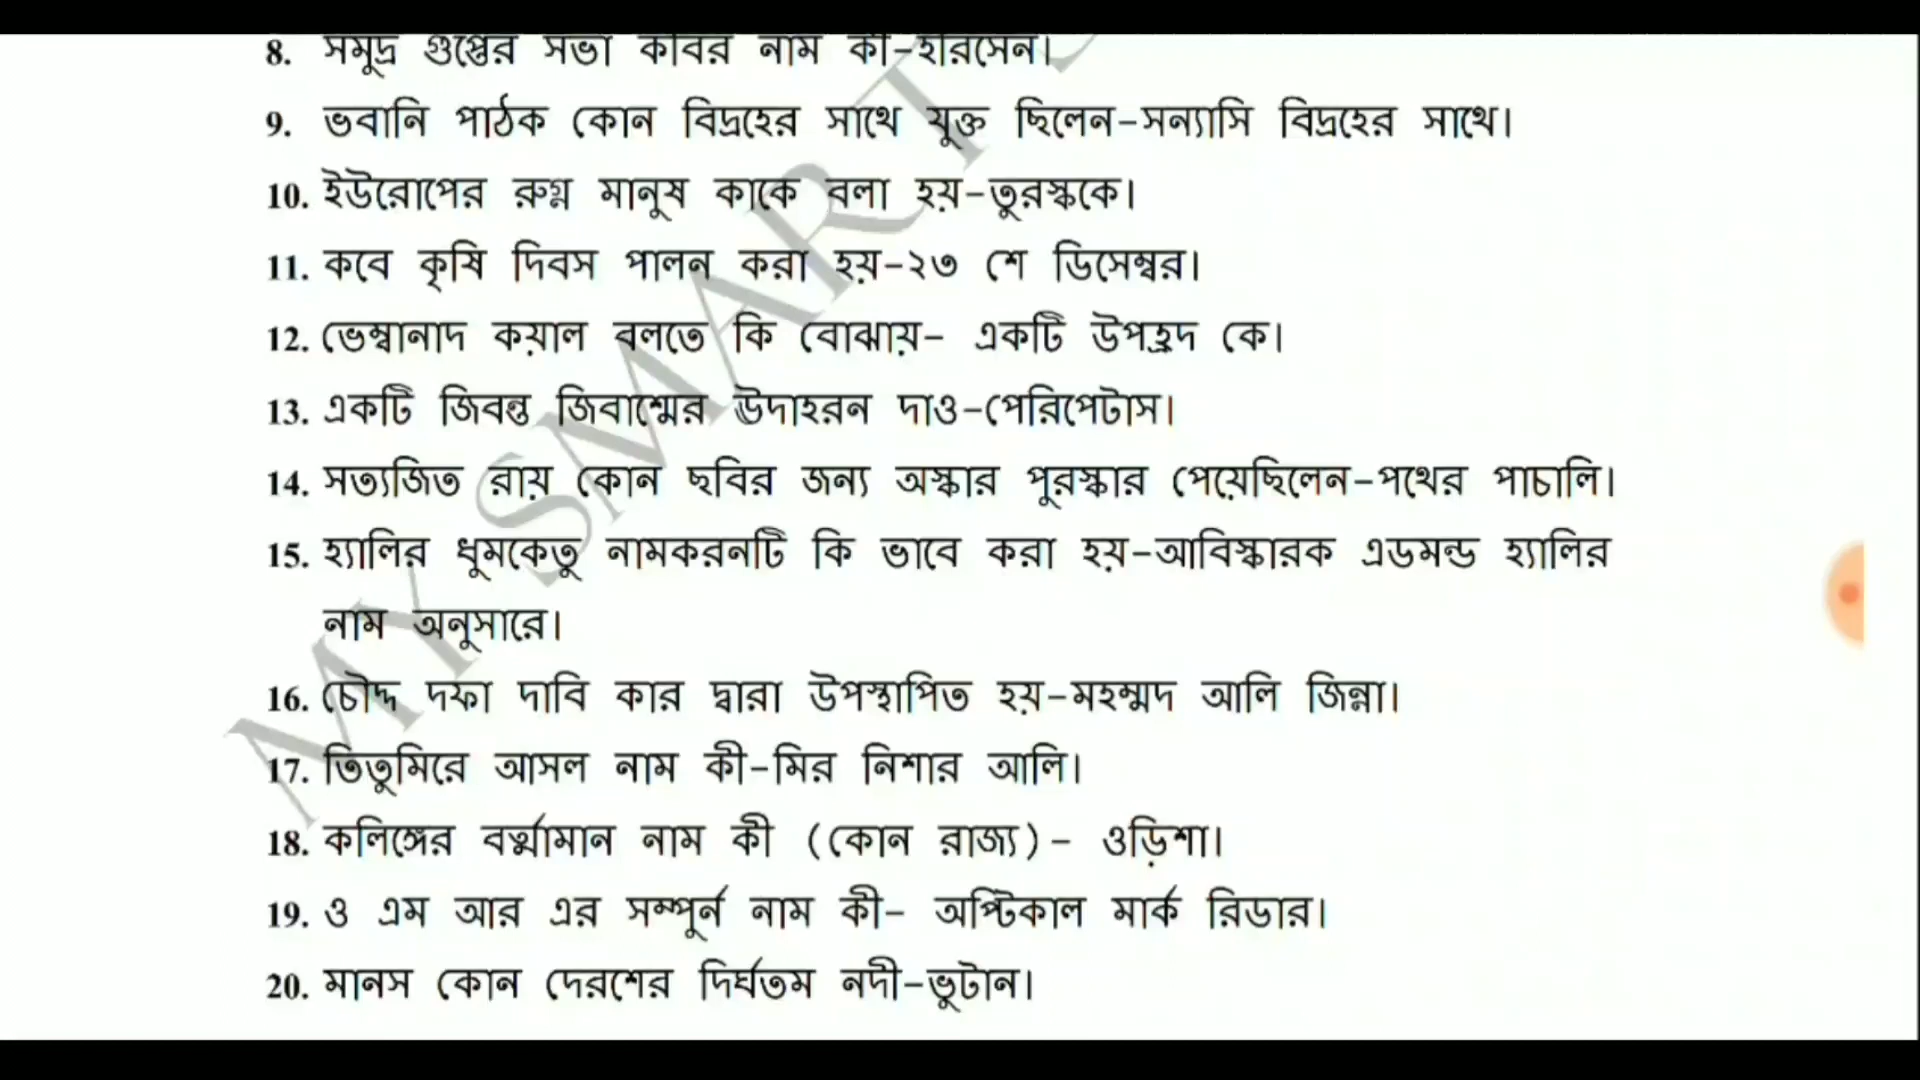 8. সমুদ্র গুপ্তের সভা কবির নাম কী-হরিসেন।
9. ভবানি পাঠক কোন বিদ্রহের সাথে যুক্ত ছিলেন-সন্যাসি বিদ্রহের সাথে।
10. ইউরোপের রুগ্ন মানুষ কাকে বলা হয়-তুরস্ককে।
11. কবে কৃষি দিবস পালন করা হয়-২৩ শে ডিসেম্বর।
12. ভেম্বানাদ কয়াল বলতে কি বোঝায়- একটি উপহ্রদ কে।
13. একটি জিবন্ত জিবাশ্মের উদাহরন দাও-পেরিপেটাস।
14. সত্যজিত রায় কোন ছবির জন্য অস্কার পুরস্কার পেয়েছিলেন-পথের পাচালি।
15. হ্যালির ধুমকেতু নামকরনটি কি ভাবে করা হয়-আবিস্কারক এডমন্ড হ্যালির
নাম অনুসারে।
16. চৌদ্দ দফা দাবি কার দ্বারা উপস্থাপিত হয়-মহম্মদ আলি জিন্না।
17. তিতুমিরে আসল নাম কী-মির নিশার আলি।
18. কলিঙ্গের বর্ত্মামান নাম কী (কোন রাজ্য)- ওড়িশা।
19. ও এম আর এর সম্পুর্ন নাম কী- অপ্টিকাল মার্ক রিডার।
20. মানস কোন দেরশের দির্ঘতম নদী-ভুটান।
MY SMART